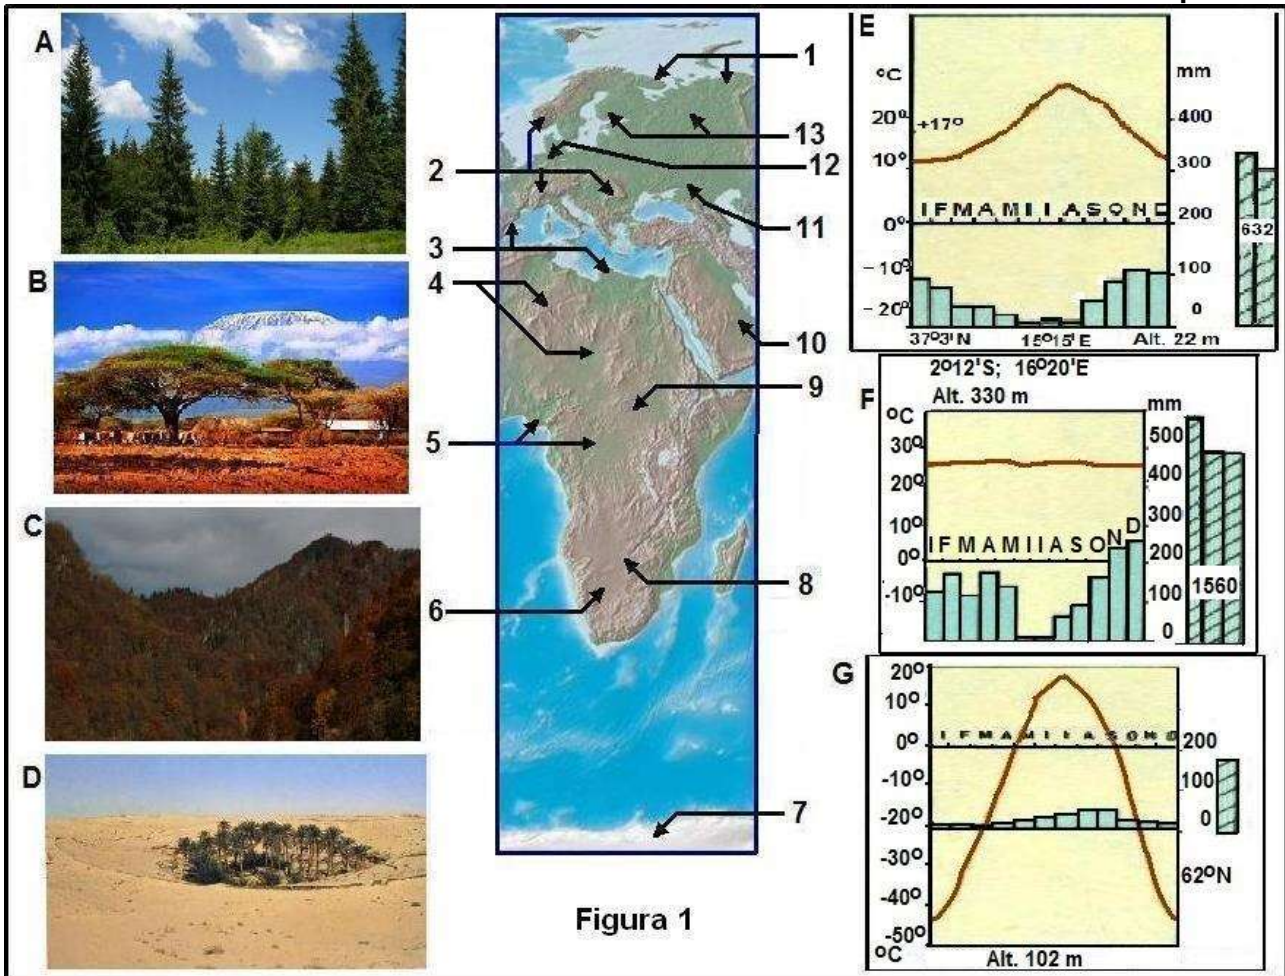 A
B
C
D
1
13
2
12
11
3
4
10
9
5
8
6
7
Figura 1
E
°C
mm
20°
+17°
400
10°
300
I F M A M I I A S O N D
0°
200
632
-10°
100
-20°
0
37°3'N
15°15'E
Alt. 22 m
2°12'S; 16°20'E
Alt. 330 m
F
°C
mm
30°
500
20°
400
300
10°
I F M A M I I A S O N D
0°
200
-10°
100
1560
0
G
20°
10°
I F M A M I I A S O N D
0°
200
-10°
100
-20°
0
-30°
62°N
-40°
-50°
°C
Alt. 102 m